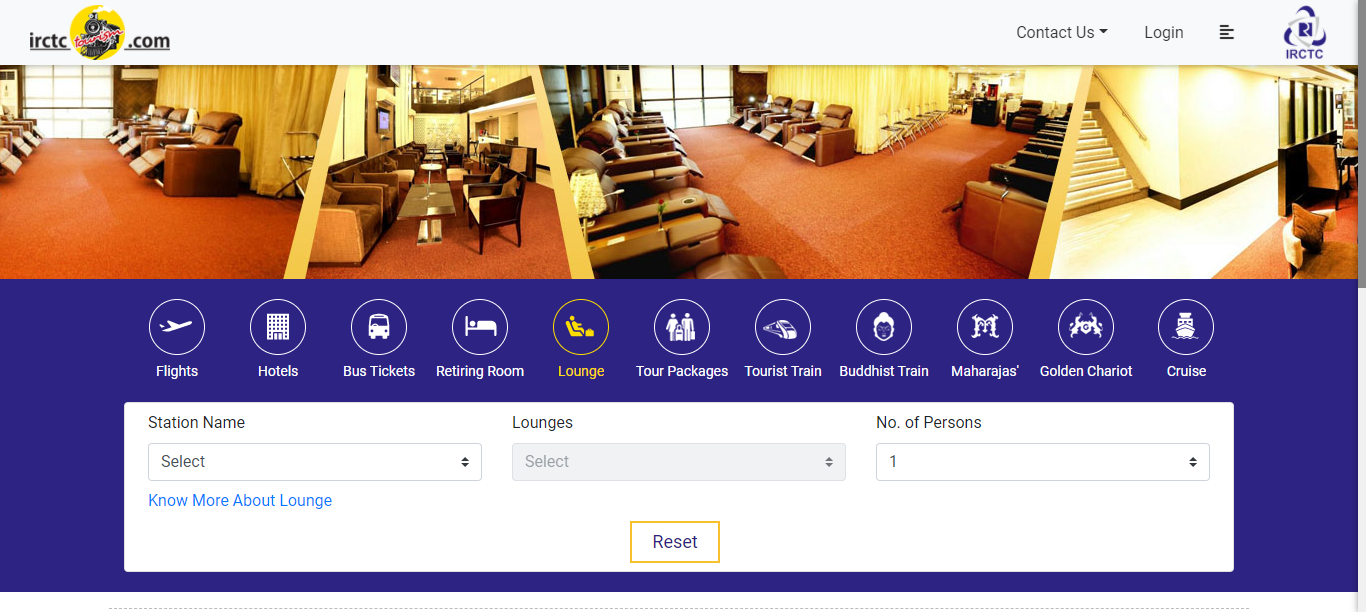 irctc tourism .com
Contact Us
Login
IRCTC
Flights
Hotels
Bus Tickets
Retiring Room
Lounge
Tour Packages
Tourist Train
Buddhist Train
Maharajas'
Golden Chariot
Cruise
Station Name
Lounges
No. of Persons
Select
Select
1
Know More About Lounge
Reset